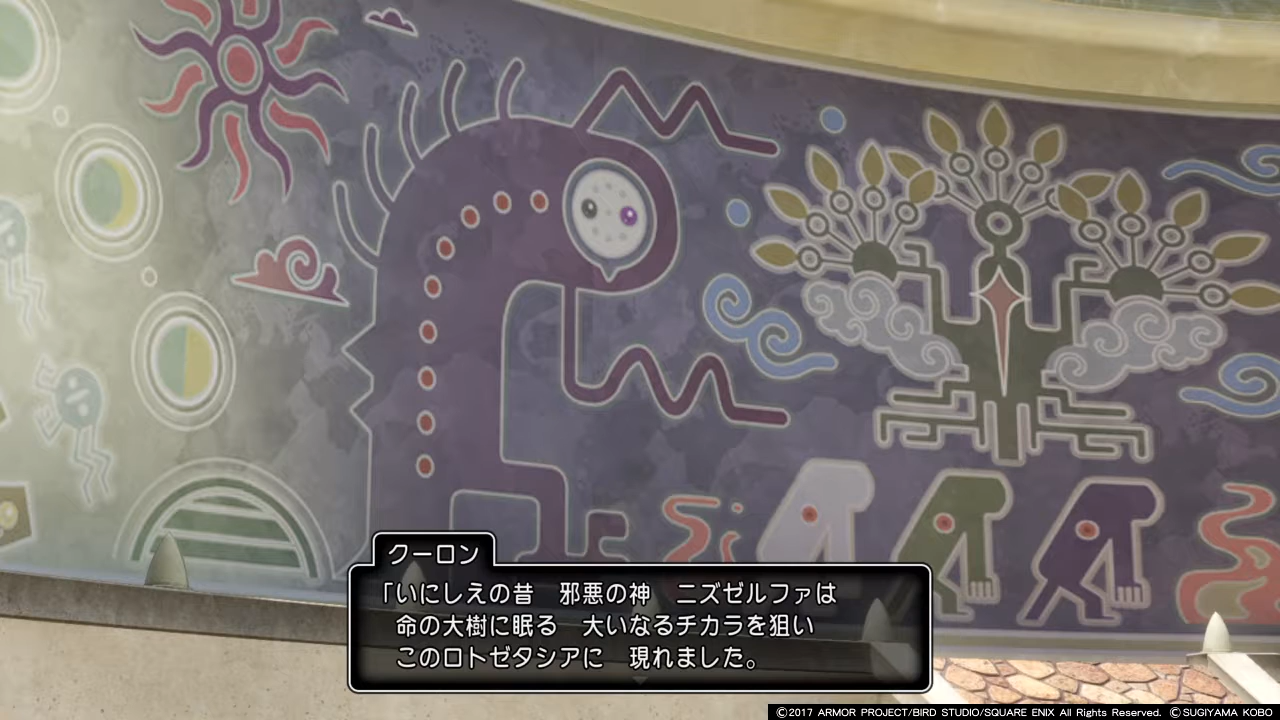 クーロン
「いにしえの昔　邪悪の神　ニズゼルファは
命の大樹に眠る　大いなるチカラを狙い
このロトゼタシアに　現れました。
©2017 ARMOR PROJECT/BIRD STUDIO/SQUARE ENIX All Rights Reserved. ©SUGIYAMA KOBO